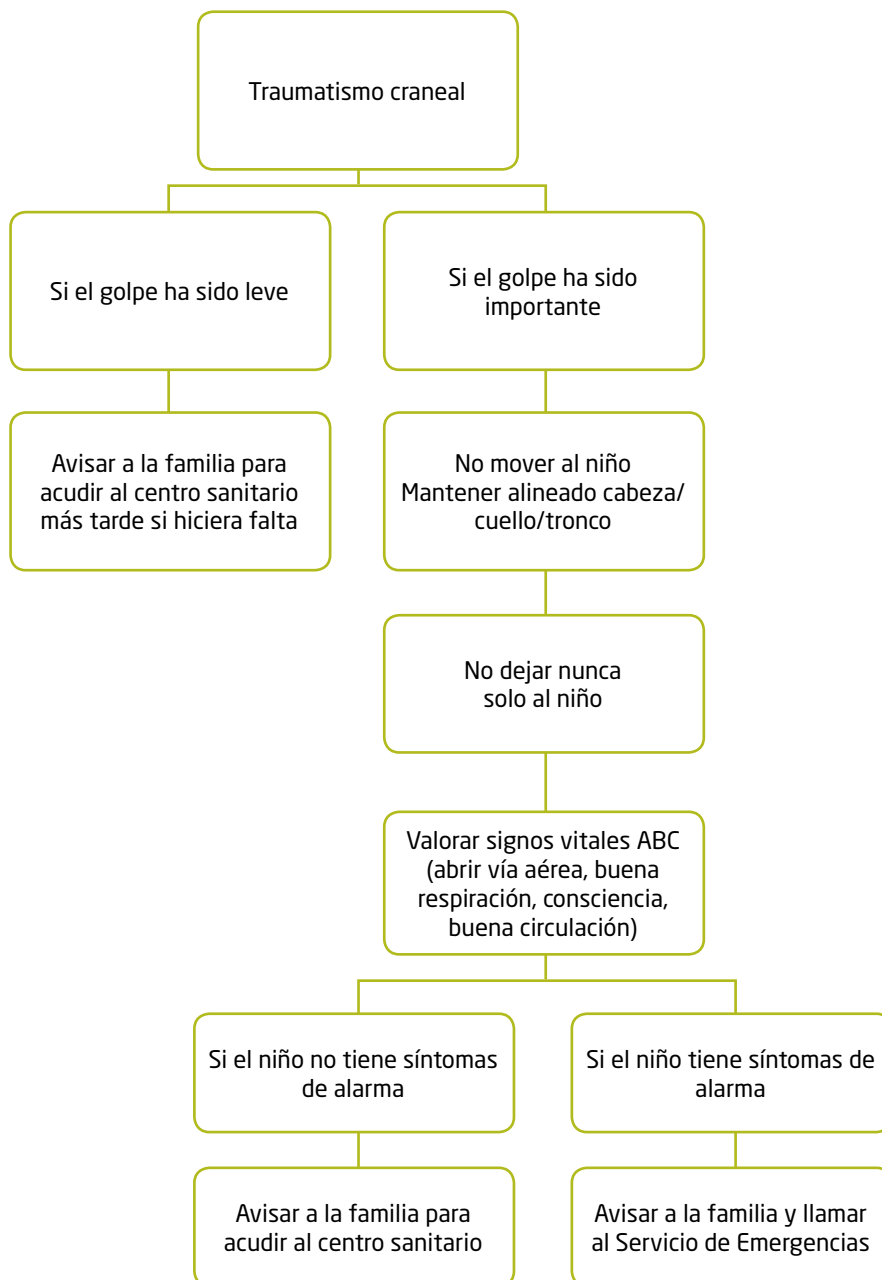 Traumatismo craneal
Si el golpe ha sido leve
Si el golpe ha sido
importante
Avisar a la familia para
acudir al centro sanitario
más tarde si hiciera falta
No mover al niño
Mantener alineado cabeza/
cuello/tronco
No dejar nunca
solo al niño
Valorar signos vitales ABC
(abrir vía aérea, buena
respiración, consciencia,
buena circulación)
Si el niño no tiene síntomas
de alarma
Si el niño tiene síntomas de
alarma
Avisar a la familia para
acudir al centro sanitario
Avisar a la familia y llamar
al Servicio de Emergencias